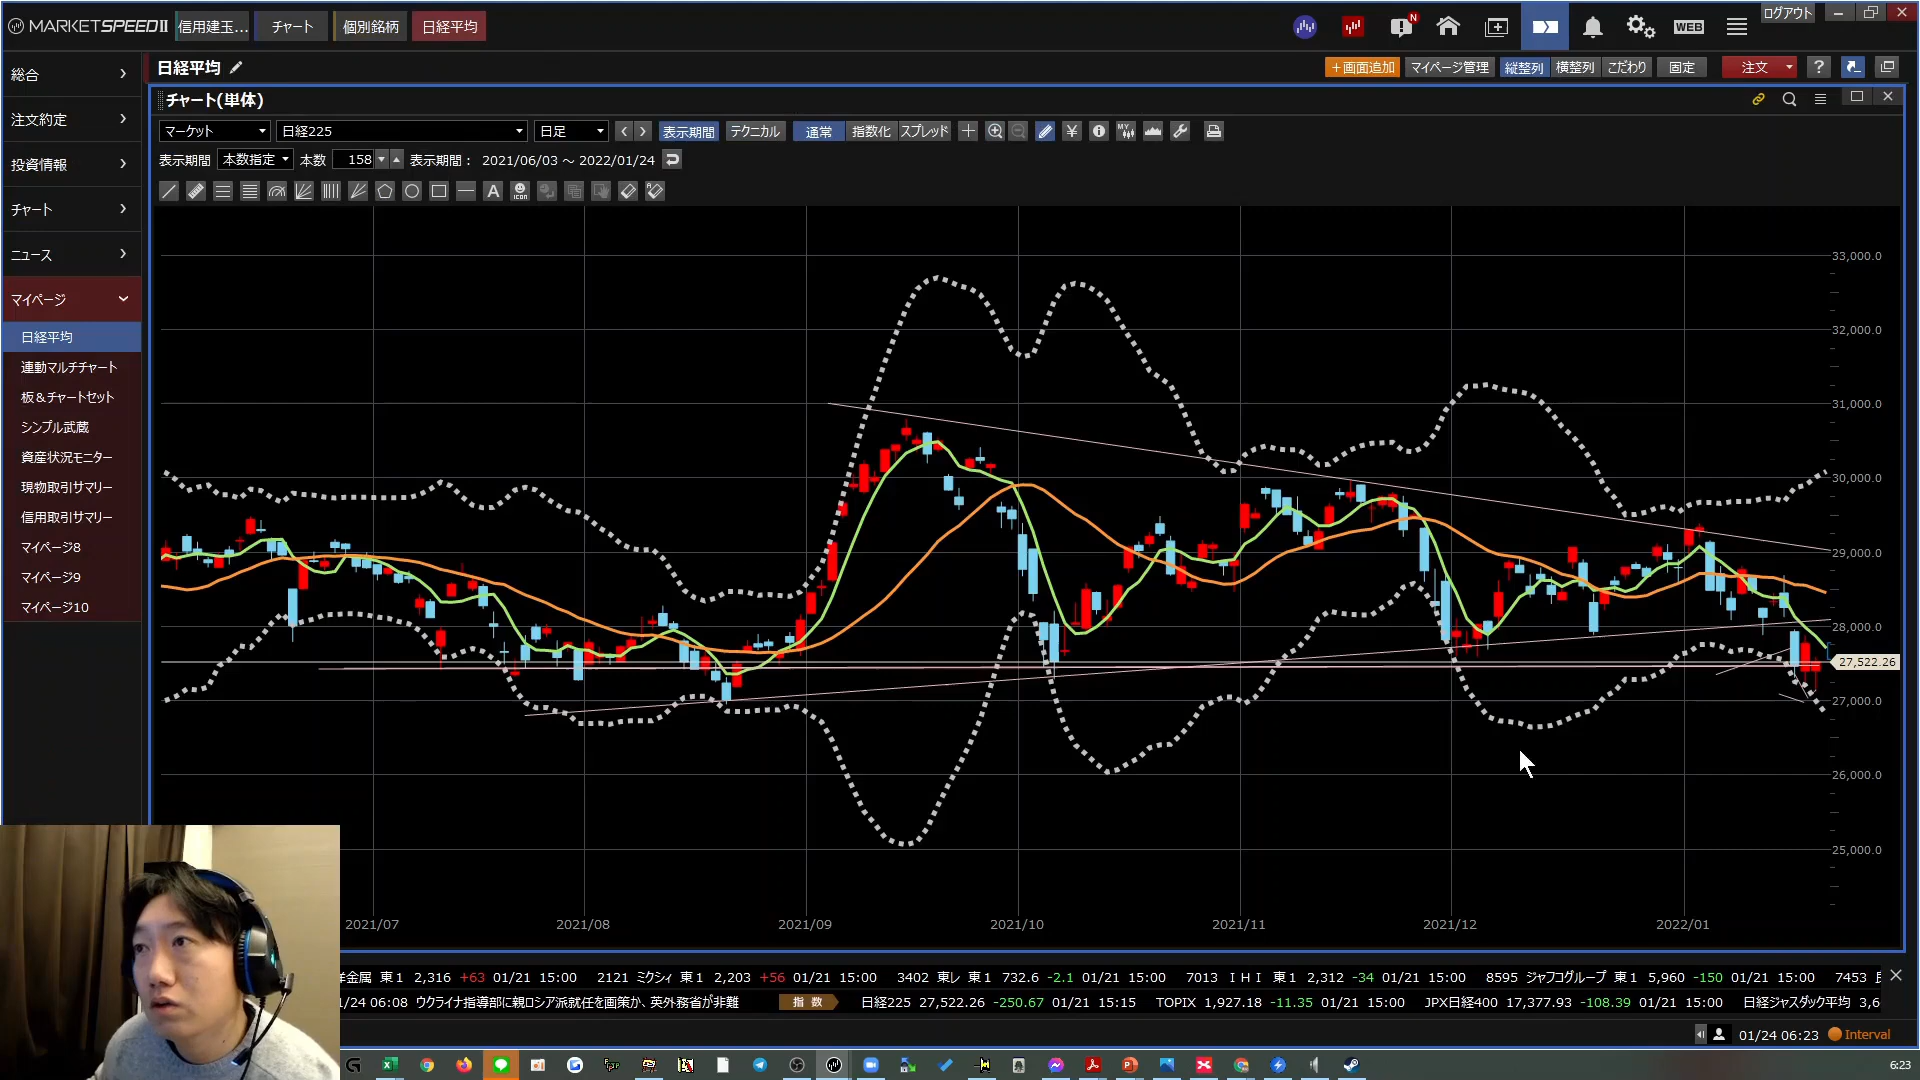 MARKETSPEEDII 信用建玉... チャート 個別銘柄 日経平均 N WEB ログアウト
総合
注文約定
投資情報
チャート
ニュース
マイページ
日経平均
連動マルチチャート
板&チャートセット
シンプル武蔵
資産状況モニター
現物取引サマリー
信用取引サマリー
マイページ8
マイページ9
マイページ10
日経平均 +画面追加 マイページ管理 縦整列 横整列 こだわり 固定 注文 ?
チャート(単体)
マーケット 日経225 日足 表示期間 テクニカル 通常 指数化 スプレッド ¥ MY
表示期間 本数指定 本数 158 表示期間: 2021/06/03 ～ 2022/01/24
A ICON
33,000.0
32,000.0
31,000.0
30,000.0
29,000.0
28,000.0
27,522.26
27,000.0
26,000.0
25,000.0
2021/07 2021/08 2021/09 2021/10 2021/11 2021/12 2022/01
金属 東1 2,316 +63 01/21 15:00 2121 ミクシィ 東1 2,203 +56 01/21 15:00 3402 東レ 東1 732.6 -2.1 01/21 15:00 7013 IHI 東1 2,312 -34 01/21 15:00 8595 ジャフコグループ 東1 5,960 -150 01/21 15:00 7453
1/24 06:08 ウクライナ指導部に親ロシア派就任を画策か、英外務省が非難 指数 日経225 27,522.26 -250.67 01/21 15:15 TOPIX 1,927.18 -11.35 01/21 15:00 JPX日経400 17,377.93 -108.39 01/21 15:00 日経ジャスダック平均 3,6
01/24 06:23 Interval
6:23